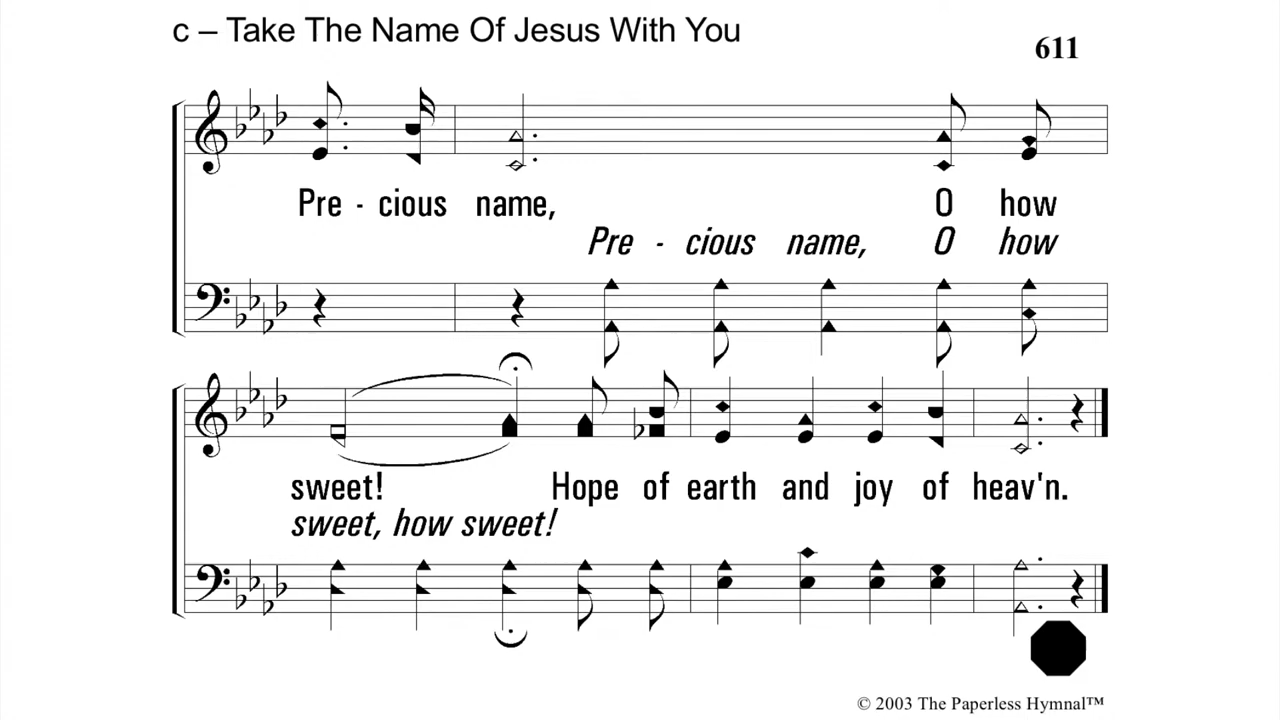 c – Take The Name Of Jesus With You
611
Pre - cious name, O how
Pre - cious name, O how
sweet! Hope of earth and joy of heav'n.
sweet, how sweet!
© 2003 The Paperless Hymnal™